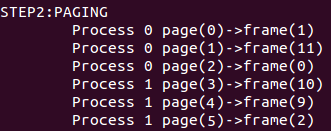 STEP2:PAGING
Process 0 page(0)->frame(1)
Process 0 page(1)->frame(11)
Process 0 page(2)->frame(0)
Process 1 page(3)->frame(10)
Process 1 page(4)->frame(9)
Process 1 page(5)->frame(2)